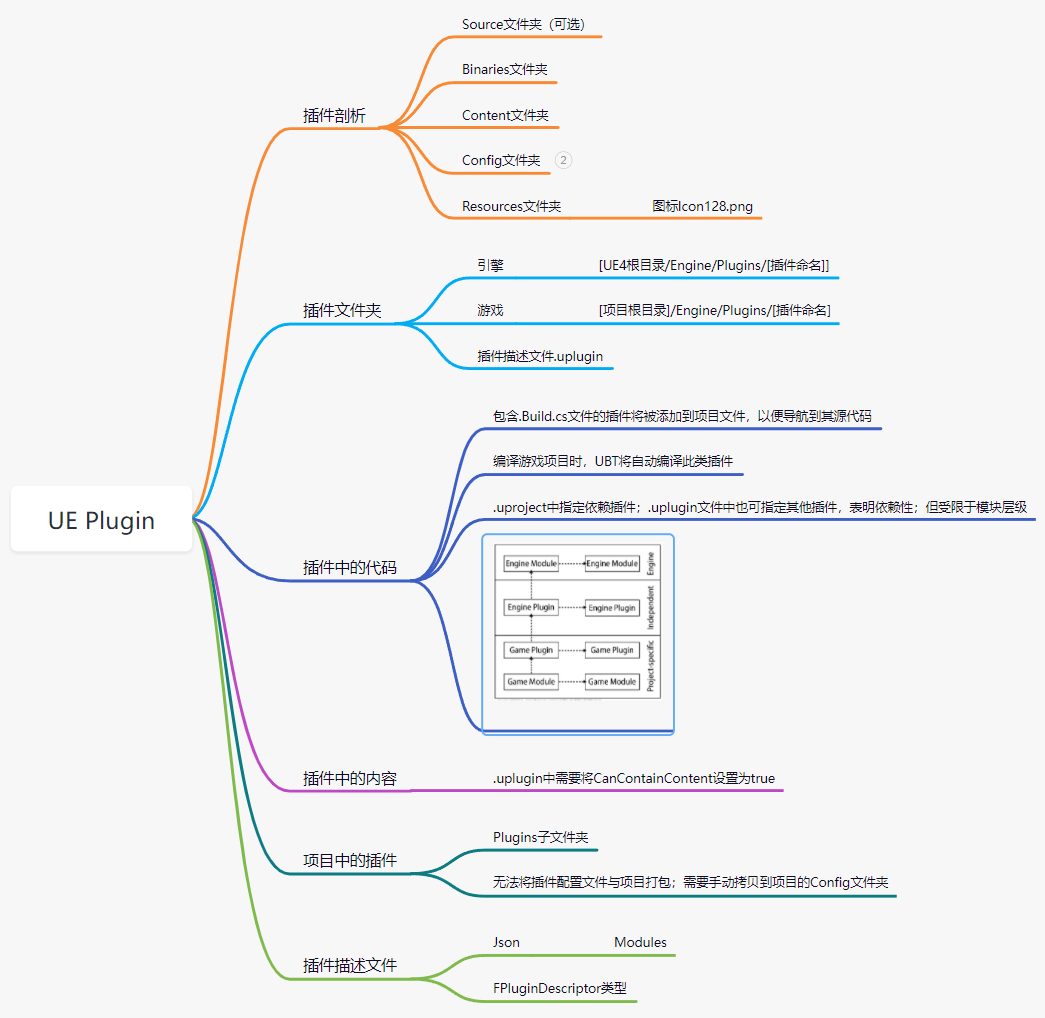 UE Plugin
插件剖析
Source文件夹（可选）
Binaries文件夹
Content文件夹
Config文件夹
2
Resources文件夹
图标Icon128.png
插件文件夹
引擎
[UE4根目录/Engine/Plugins/[插件命名]]
游戏
[项目根目录]/Engine/Plugins/[插件命名]
插件描述文件.uplugin
插件中的代码
包含.Build.cs文件的插件将被添加到项目文件，以便导航到其源代码
编译游戏项目时，UBT将自动编译此类插件
.uproject中指定依赖插件；.uplugin文件中也可指定其他插件，表明依赖性；但受限于模块层级
Engine Module
Engine Module
Engine
Engine Plugin
Engine Plugin
Independent
Game Plugin
Game Plugin
Game Module
Game Module
Project-specific
插件中的内容
.uplugin中需要将CanContainContent设置为true
项目中的插件
Plugins子文件夹
无法将插件配置文件与项目打包；需要手动拷贝到项目的Config文件夹
插件描述文件
Json
Modules
FPluginDescriptor类型